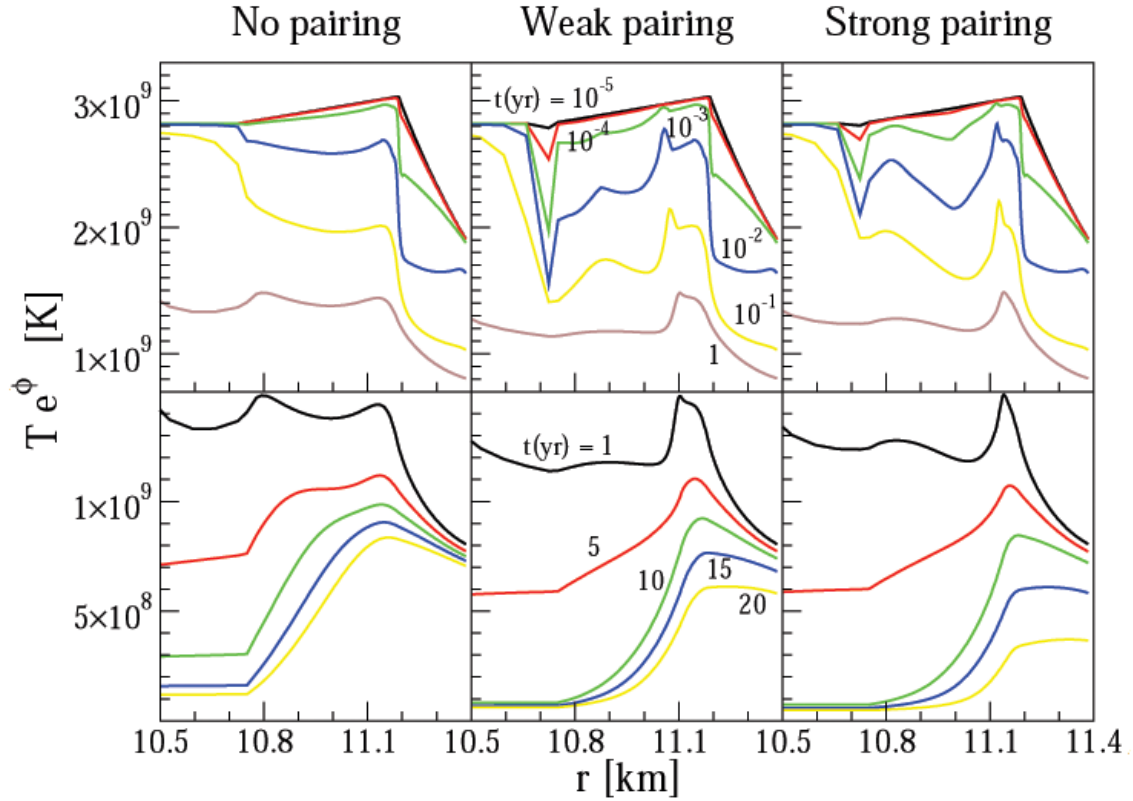 No pairing Weak pairing Strong pairing
3×10⁹
t(yr) = 10⁻⁵
10⁻⁴
10⁻³
2×10⁹
10⁻²
10⁻¹
1×10⁹
1
T e^ϕ [K]
t(yr) = 1
1×10⁹
5
10
15
20
5×10⁸
10.5 10.8 11.1 10.5 10.8 11.1 10.5 10.8 11.1 11.4
r [km]